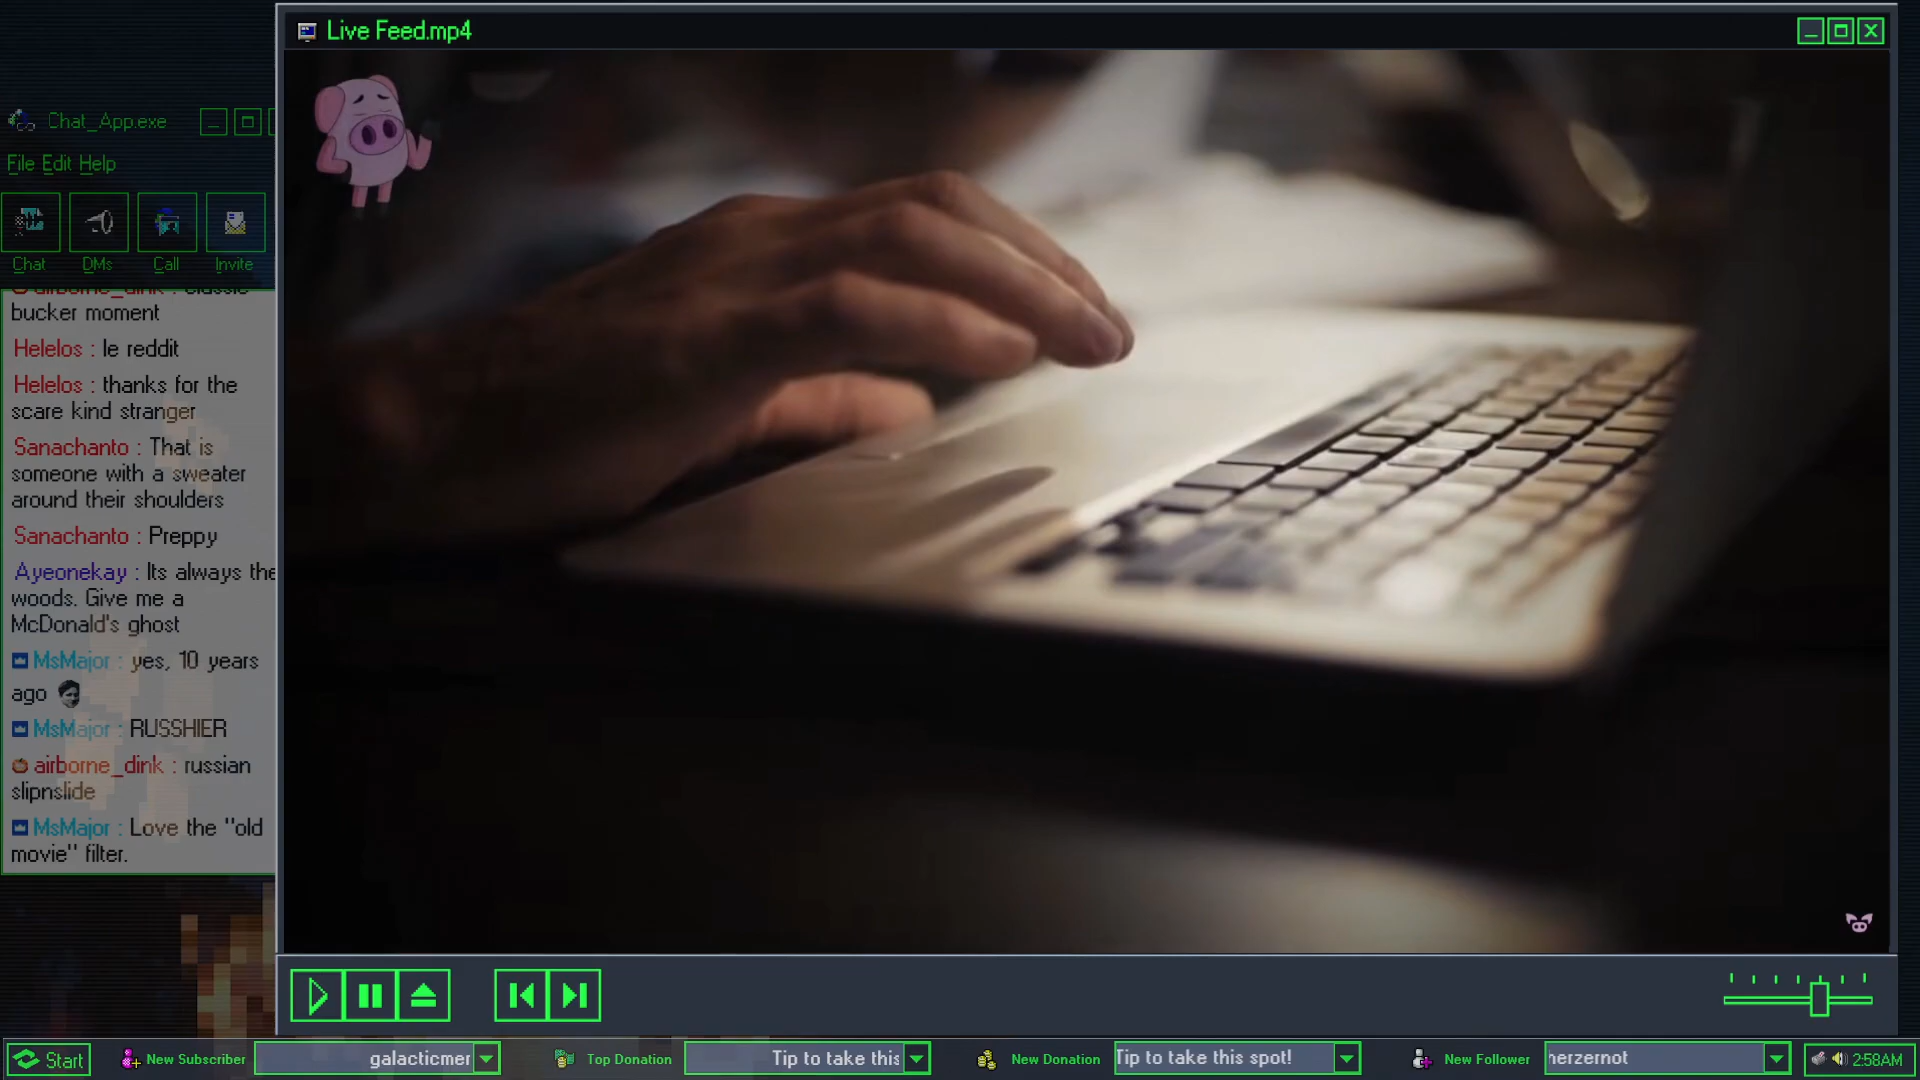 Live Feed.mp4
Chat_App.exe
File Edit Help
Chat DMs Call Invite
airborne_dink : classic
bucker moment
Helelos : le reddit
Helelos : thanks for the
scare kind stranger
Sanachanto : That is
someone with a sweater
around their shoulders
Sanachanto : Preppy
Ayeonekay : Its always the
woods. Give me a
McDonald's ghost
MsMajor : yes, 10 years
ago
MsMajor : RUSSHIER
airborne_dink : russian
slipnslide
MsMajor : Love the "old
movie" filter.
Start New Subscriber galacticmer Top Donation Tip to take this New Donation Tip to take this spot! New Follower herzernot 2:58AM